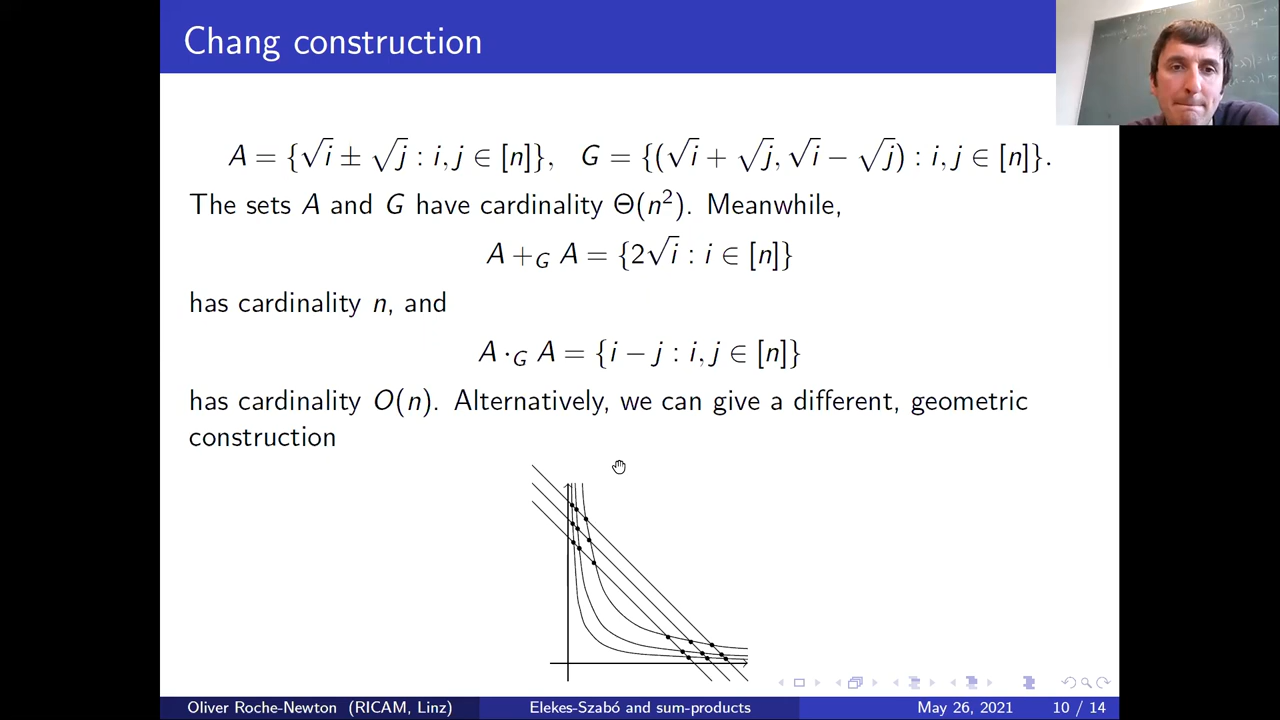 Chang construction
A = {√i ± √j : i, j ∈ [n]}, G = {(√i + √j, √i − √j) : i, j ∈ [n]}.
The sets A and G have cardinality Θ(n²). Meanwhile,
A +_G A = {2√i : i ∈ [n]}
has cardinality n, and
A ·_G A = {i − j : i, j ∈ [n]}
has cardinality O(n). Alternatively, we can give a different, geometric
construction
Oliver Roche-Newton (RICAM, Linz) Elekes-Szabó and sum-products May 26, 2021 10 / 14